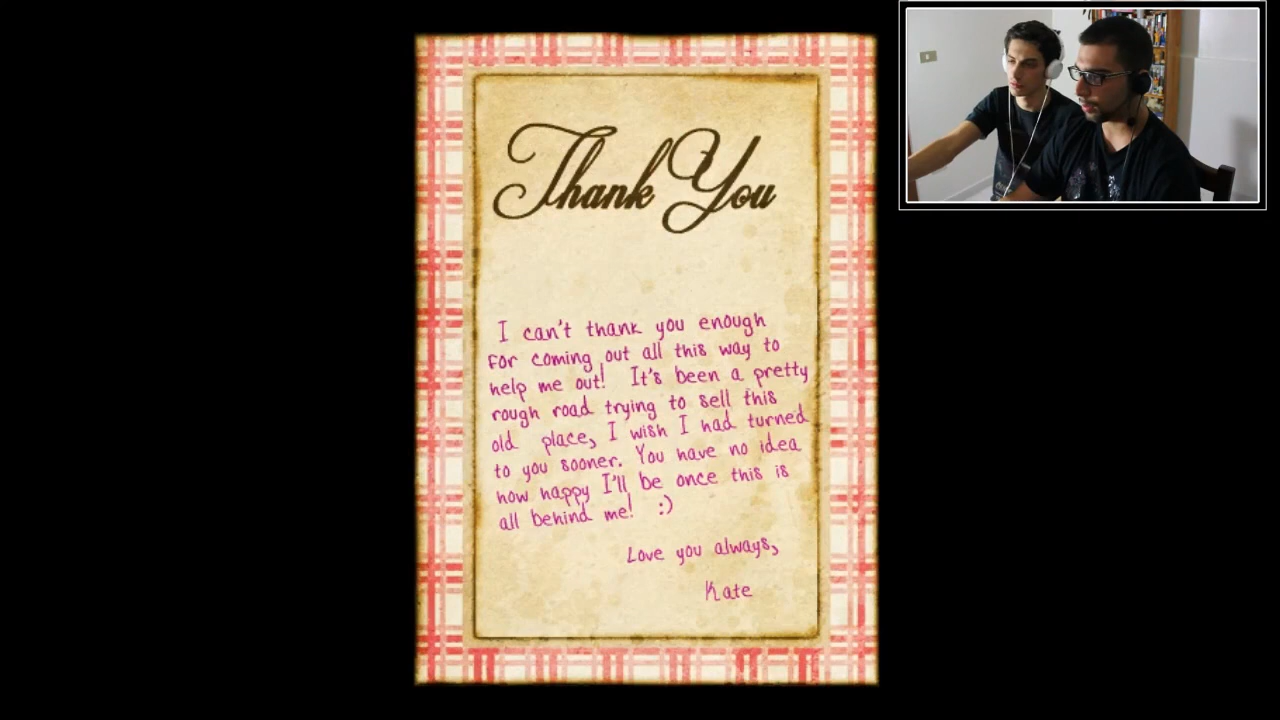 Thank You
I can't thank you enough
for coming out all this way to
help me out! It's been a pretty
rough road trying to sell this
old place, I wish I had turned
to you sooner. You have no idea
how happy I'll be once this is
all behind me! :)
Love you always,
Kate